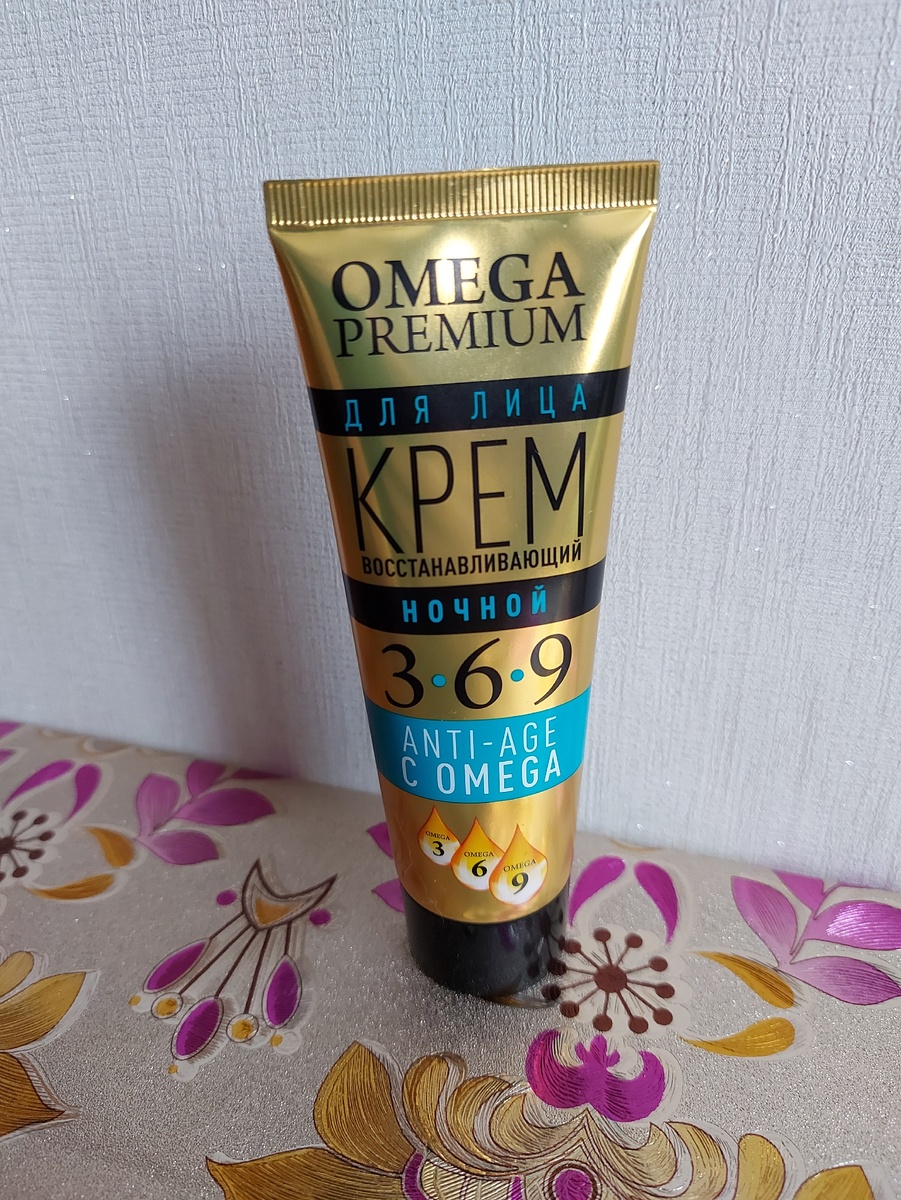 OMEGA
PREMIUM
ДЛЯ ЛИЦА
КРЕМ
ВОССТАНАВЛИВАЮЩИЙ
НОЧНОЙ
3·6·9
ANTI-AGE
С OMEGA
OMEGA
3
OMEGA
6
OMEGA
9